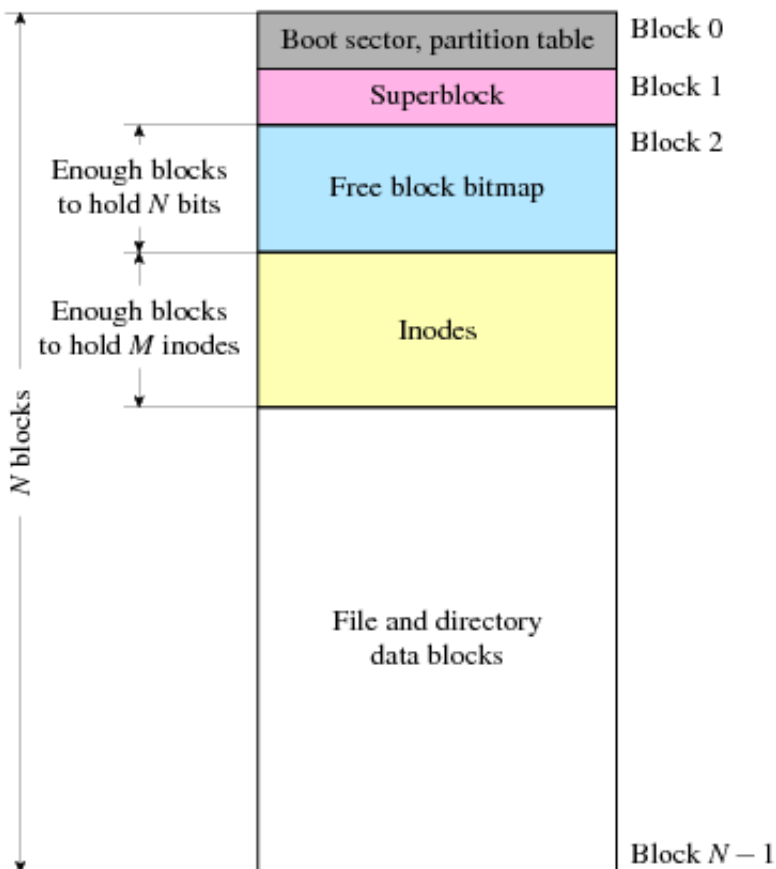 Boot sector, partition table
Block 0
Superblock
Block 1
Block 2
Enough blocks
to hold N bits
Free block bitmap
Enough blocks
to hold M inodes
Inodes
N blocks
File and directory
data blocks
Block N − 1